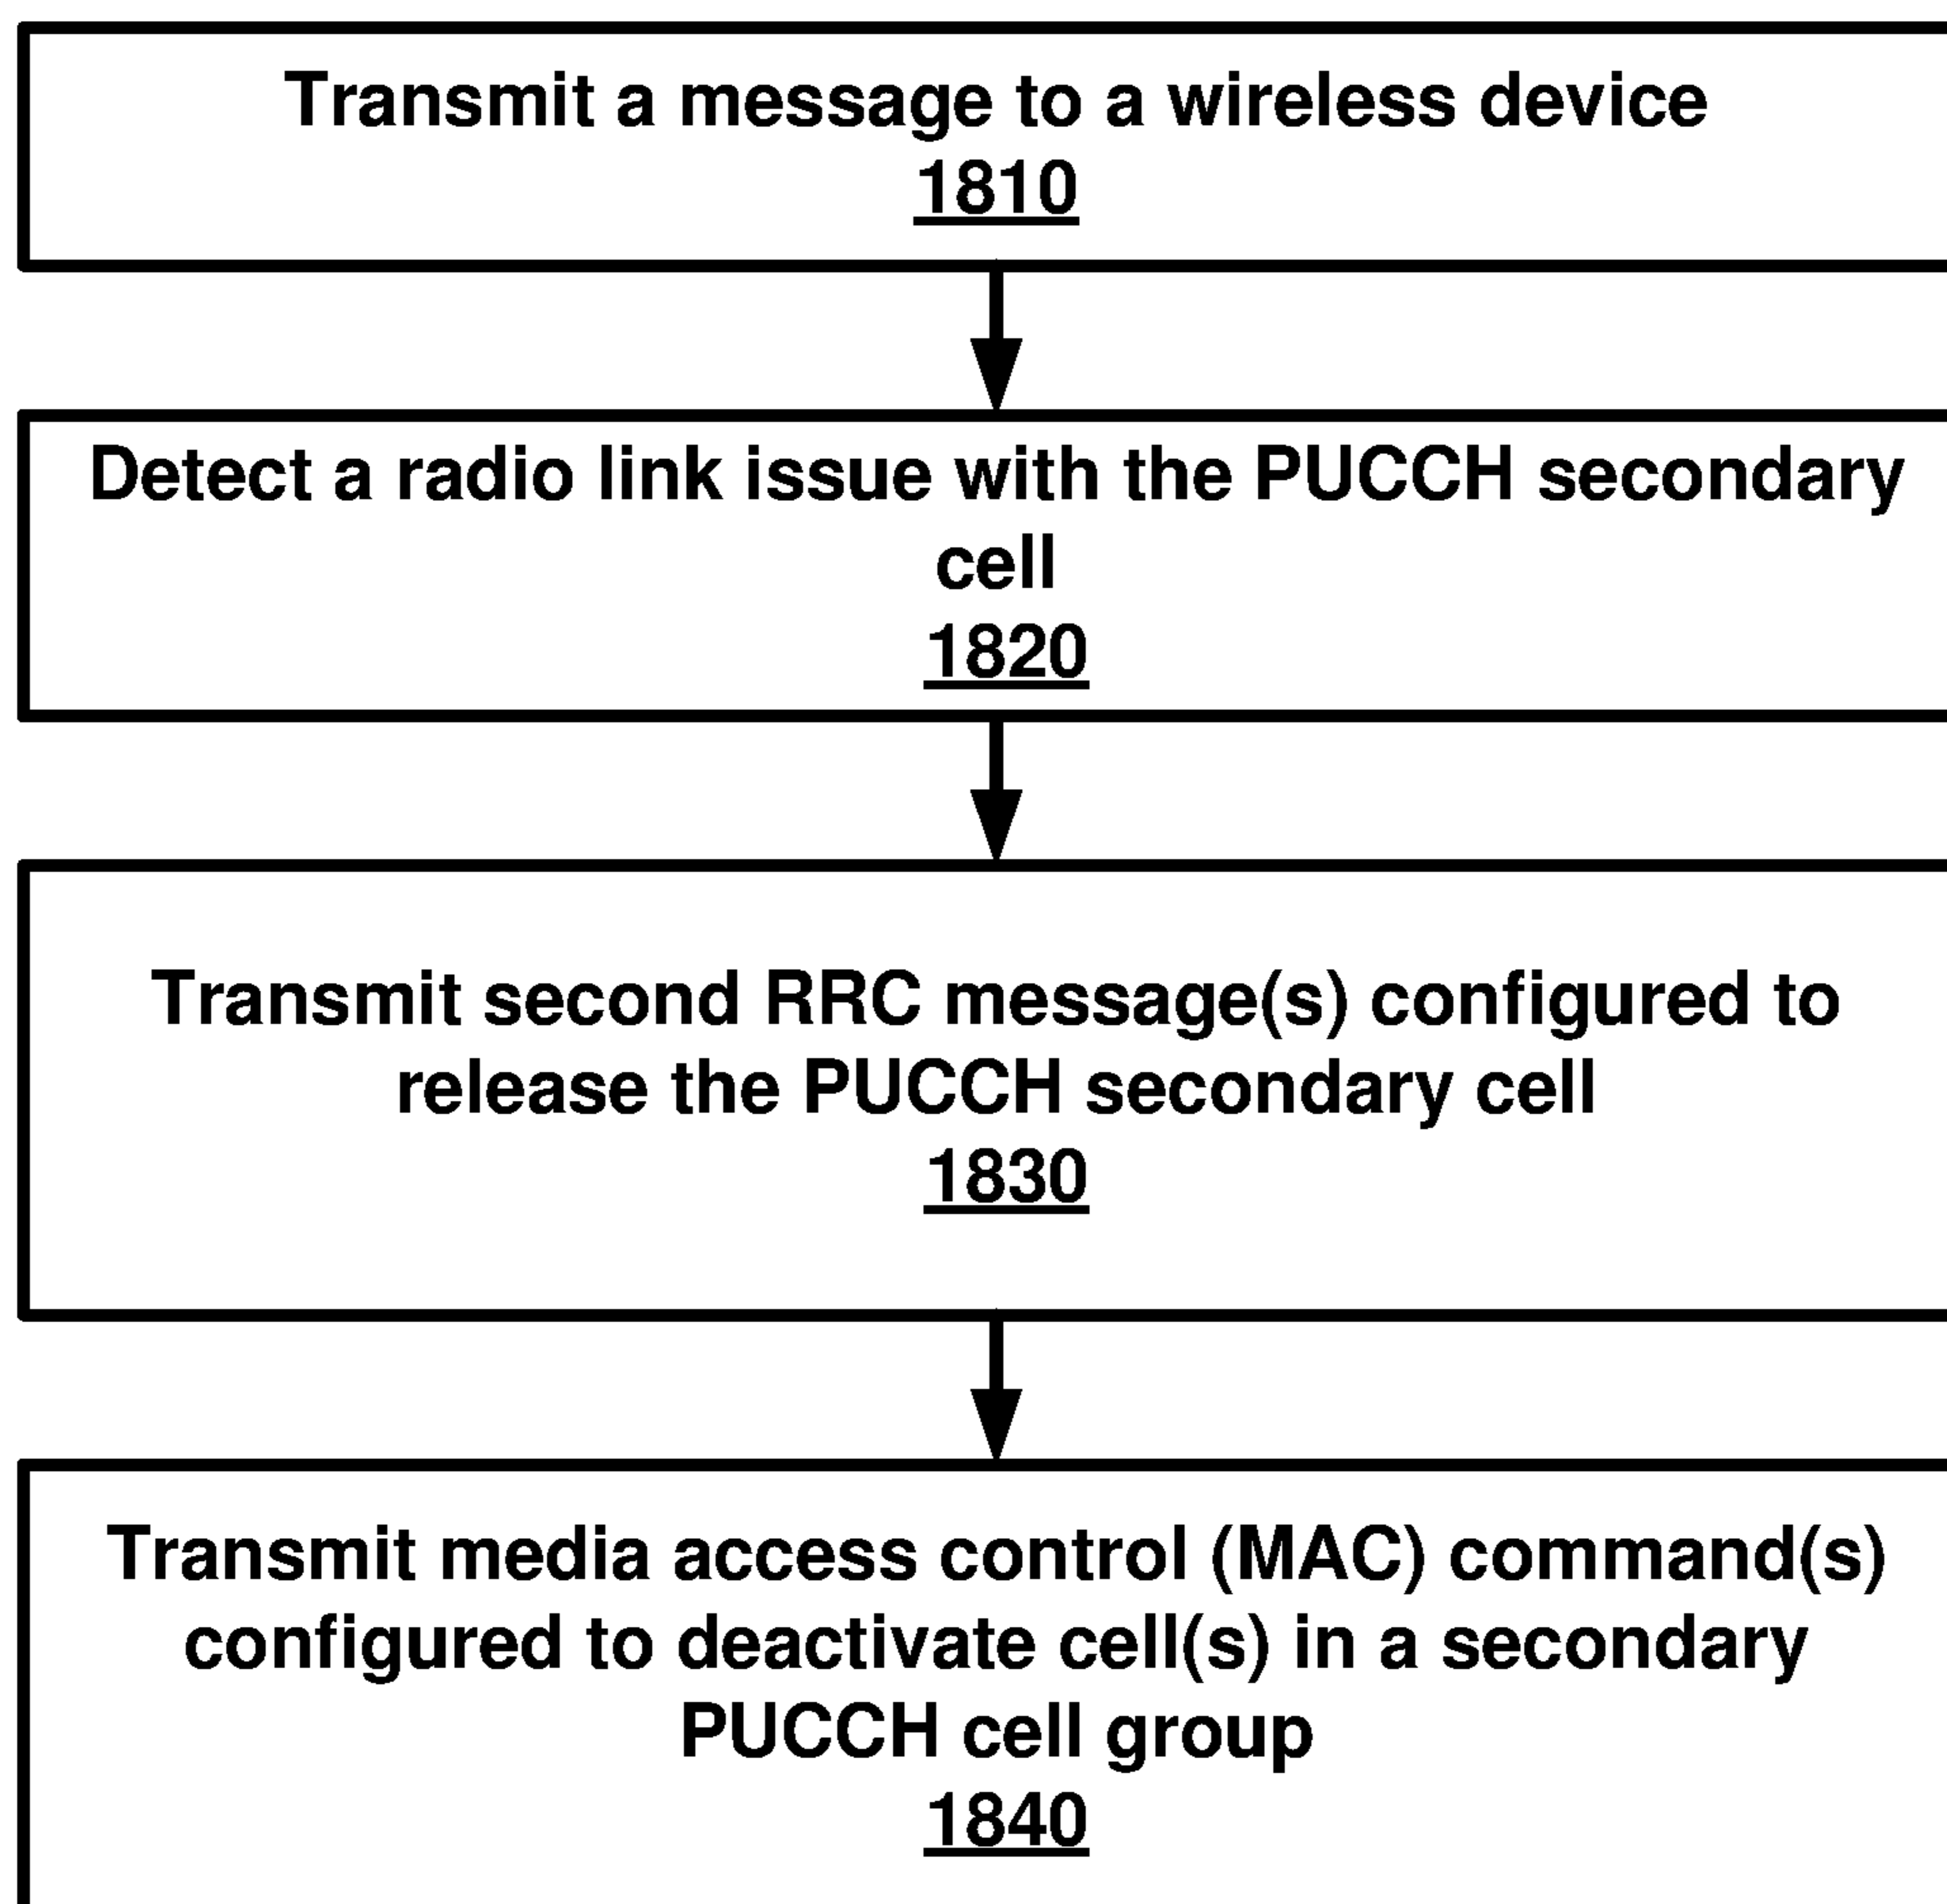 Transmit a message to a wireless device
1810
Detect a radio link issue with the PUCCH secondary
cell
1820
Transmit second RRC message(s) configured to
release the PUCCH secondary cell
1830
Transmit media access control (MAC) command(s)
configured to deactivate cell(s) in a secondary
PUCCH cell group
1840